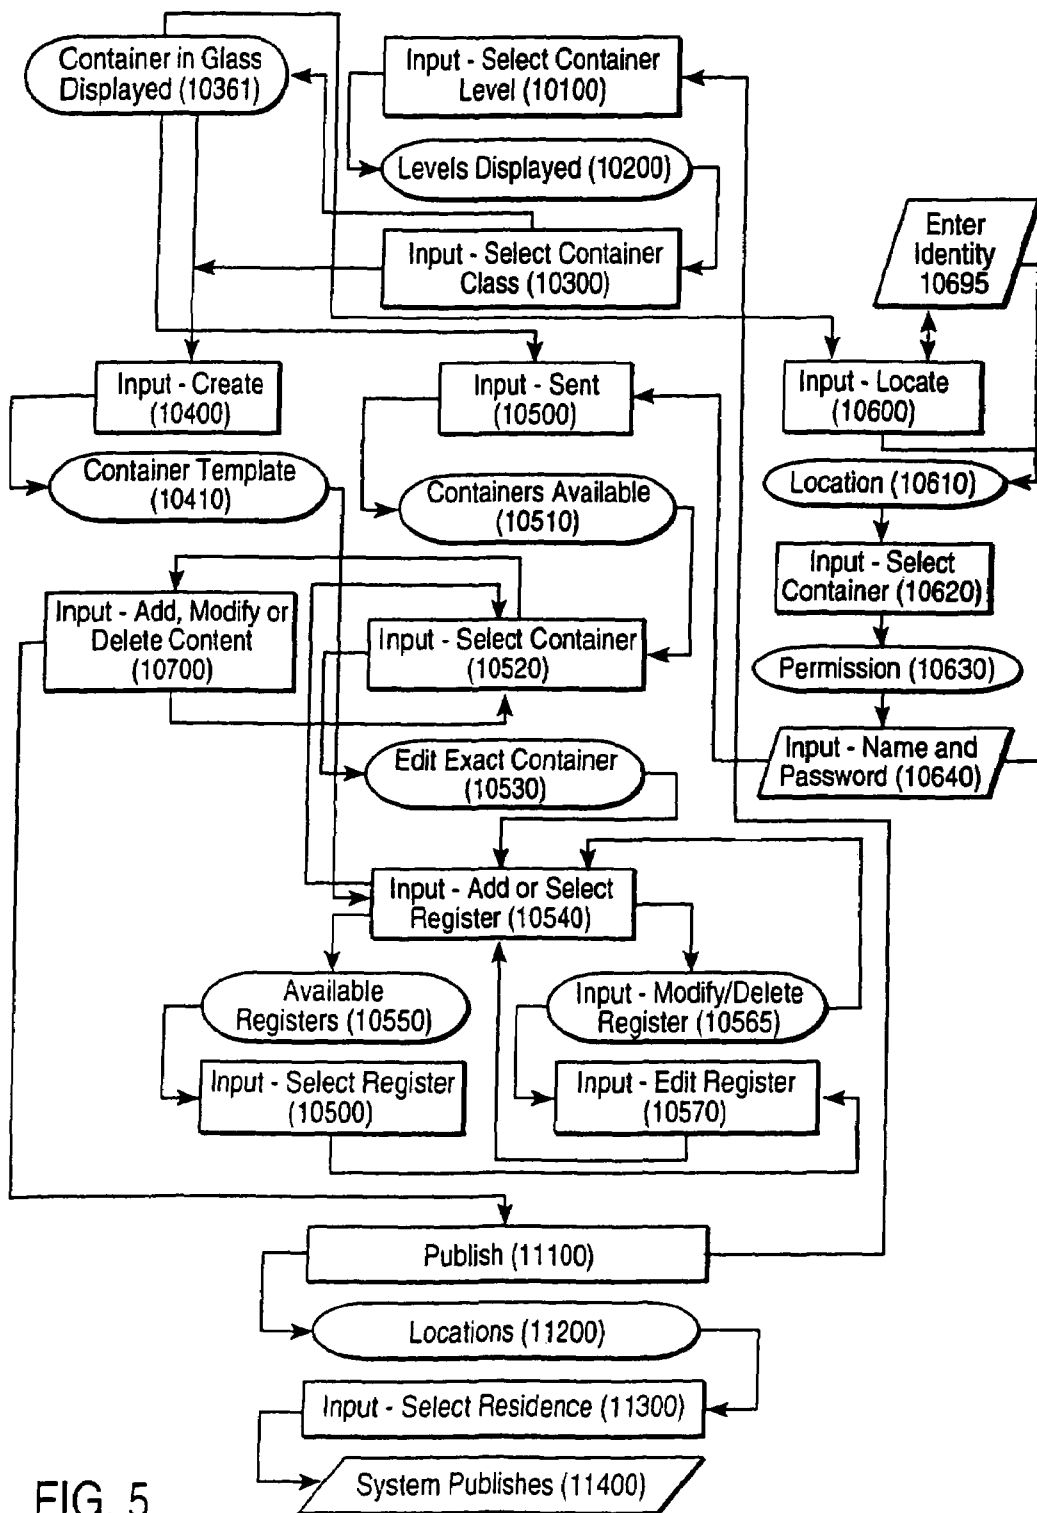 Container in Glass
Displayed (10361)
Input - Select Container
Level (10100)
Levels Displayed (10200)
Input - Select Container
Class (10300)
Enter
Identity
10695
Input - Create
(10400)
Input - Sent
(10500)
Input - Locate
(10600)
Container Template
(10410)
Containers Available
(10510)
Location (10610)
Input - Select
Container (10620)
Input - Add, Modify or
Delete Content
(10700)
Input - Select Container
(10520)
Permission (10630)
Input - Name and
Password (10640)
Edit Exact Container
(10530)
Input - Add or Select
Register (10540)
Available
Registers (10550)
Input - Modify/Delete
Register (10565)
Input - Select Register
(10500)
Input - Edit Register
(10570)
Publish (11100)
Locations (11200)
Input - Select Residence (11300)
System Publishes (11400)
FIG. 5